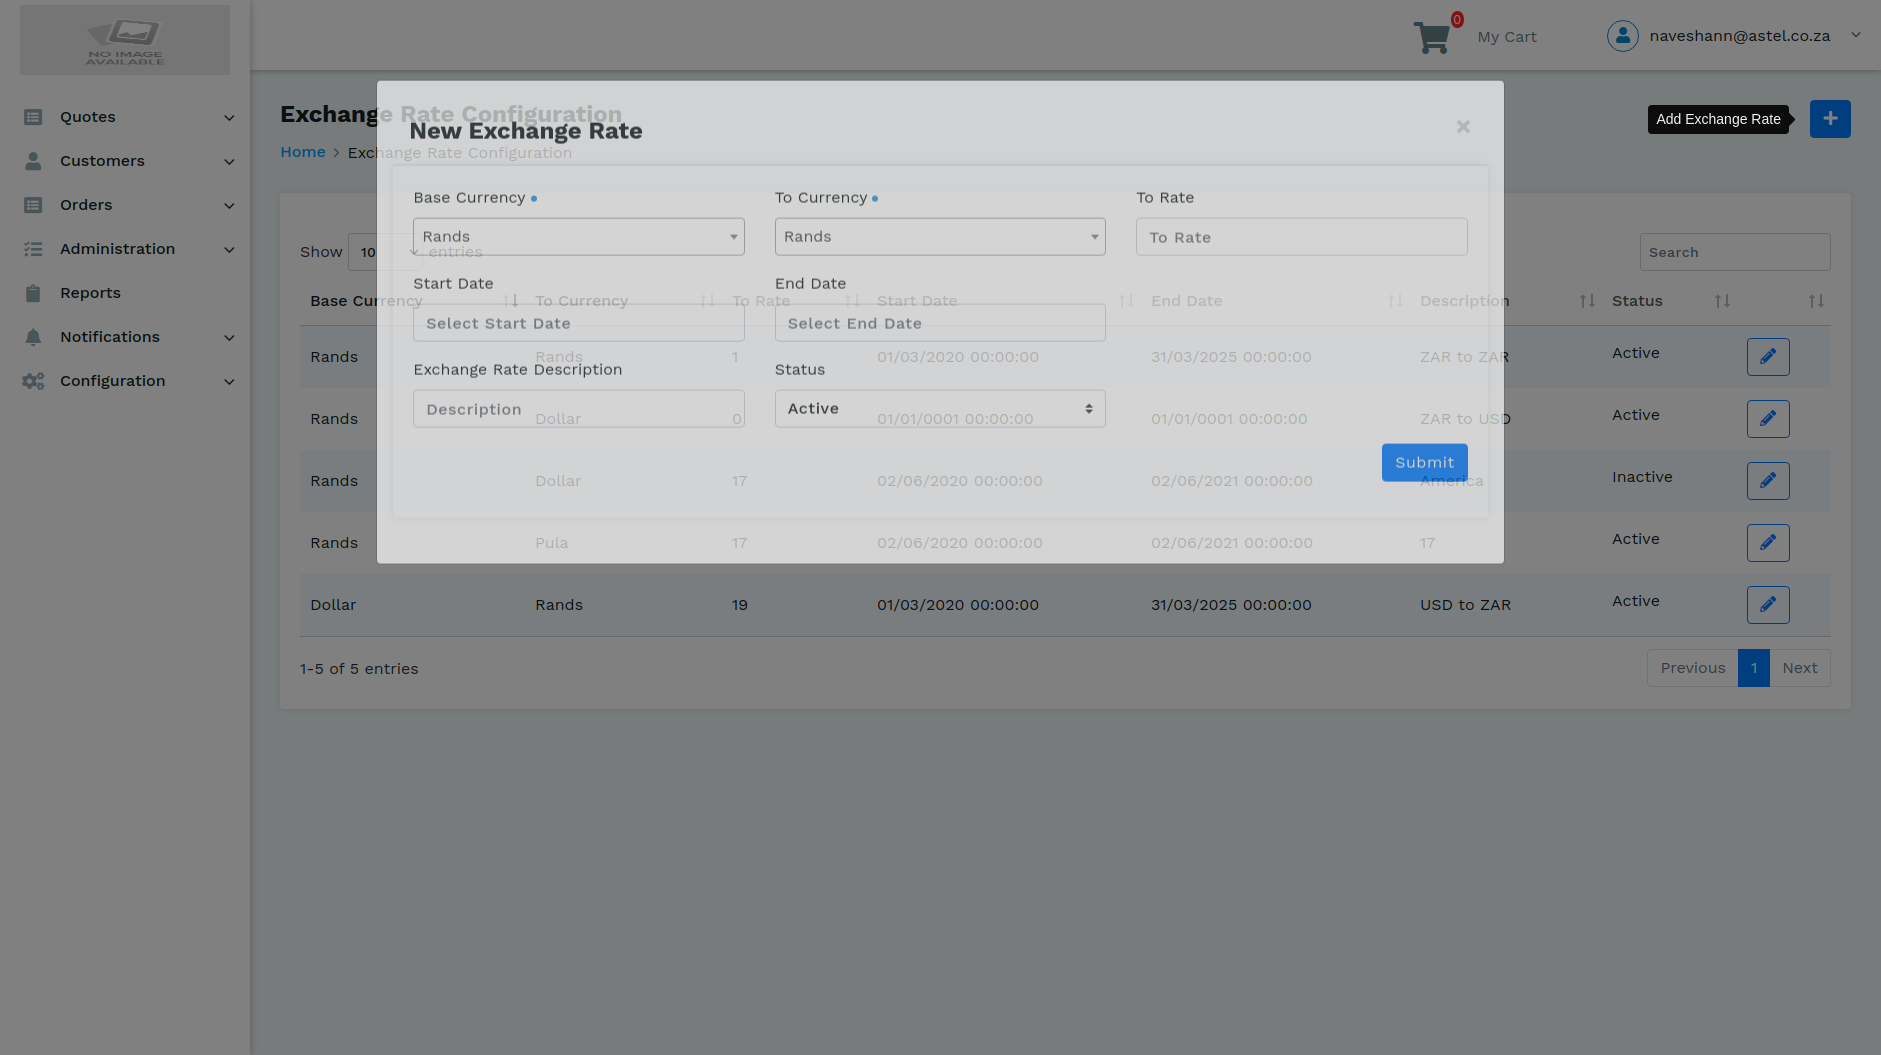 NO IMAGE
AVAILABLE
0
My Cart
naveshann@astel.co.za
Quotes
Customers
Orders
Administration
Reports
Notifications
Configuration
Exchange Rate Configuration
Home > Exchange Rate Configuration
Add Exchange Rate
+
New Exchange Rate
×
Base Currency
To Currency
To Rate
Rands
Rands
To Rate
Start Date
End Date
Select Start Date
Select End Date
Exchange Rate Description
Status
Description
Active
Submit
Show 10 entries
Search
Base Currency To Currency To Rate Start Date End Date Description Status
Rands Rands 1 01/03/2020 00:00:00 31/03/2025 00:00:00 ZAR to ZAR Active
Rands Dollar 0 01/01/0001 00:00:00 01/01/0001 00:00:00 ZAR to USD Active
Rands Dollar 17 02/06/2020 00:00:00 02/06/2021 00:00:00 America Inactive
Rands Pula 17 02/06/2020 00:00:00 02/06/2021 00:00:00 17 Active
Dollar Rands 19 01/03/2020 00:00:00 31/03/2025 00:00:00 USD to ZAR Active
1-5 of 5 entries
Previous 1 Next